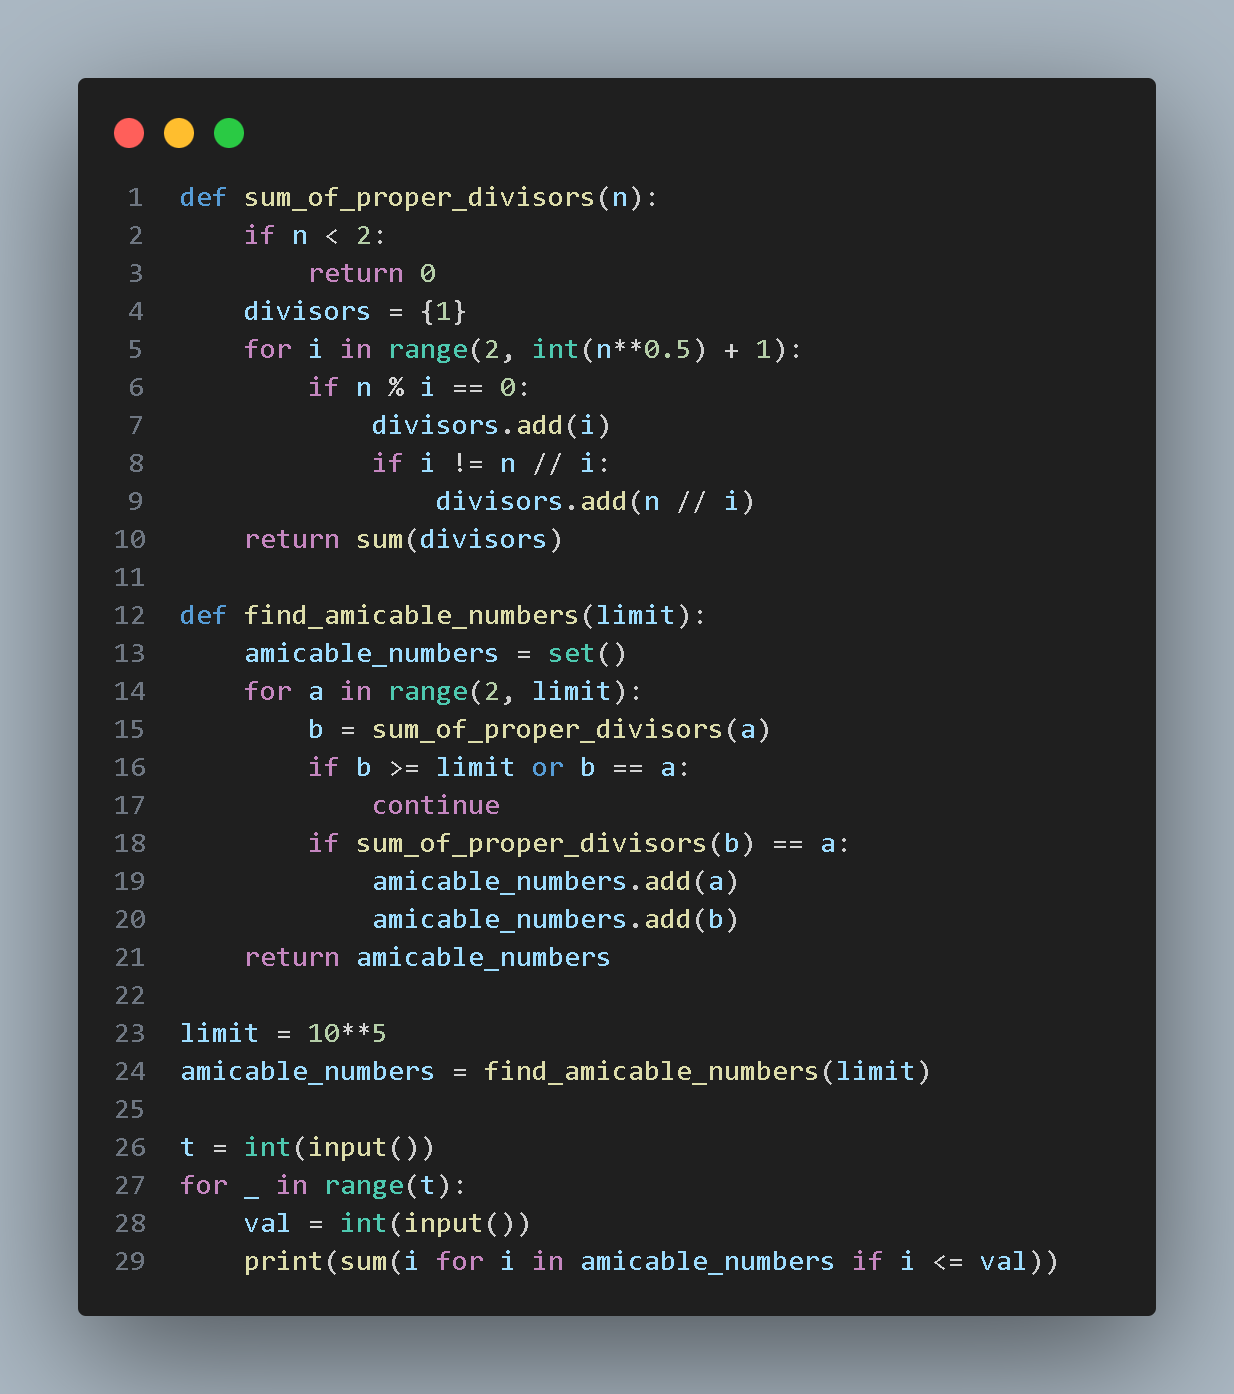 1 def sum_of_proper_divisors(n):
2     if n < 2:
3         return 0
4     divisors = {1}
5     for i in range(2, int(n**0.5) + 1):
6         if n % i == 0:
7             divisors.add(i)
8             if i != n // i:
9                 divisors.add(n // i)
10     return sum(divisors)
11
12 def find_amicable_numbers(limit):
13     amicable_numbers = set()
14     for a in range(2, limit):
15         b = sum_of_proper_divisors(a)
16         if b >= limit or b == a:
17             continue
18         if sum_of_proper_divisors(b) == a:
19             amicable_numbers.add(a)
20             amicable_numbers.add(b)
21     return amicable_numbers
22
23 limit = 10**5
24 amicable_numbers = find_amicable_numbers(limit)
25
26 t = int(input())
27 for _ in range(t):
28     val = int(input())
29     print(sum(i for i in amicable_numbers if i <= val))